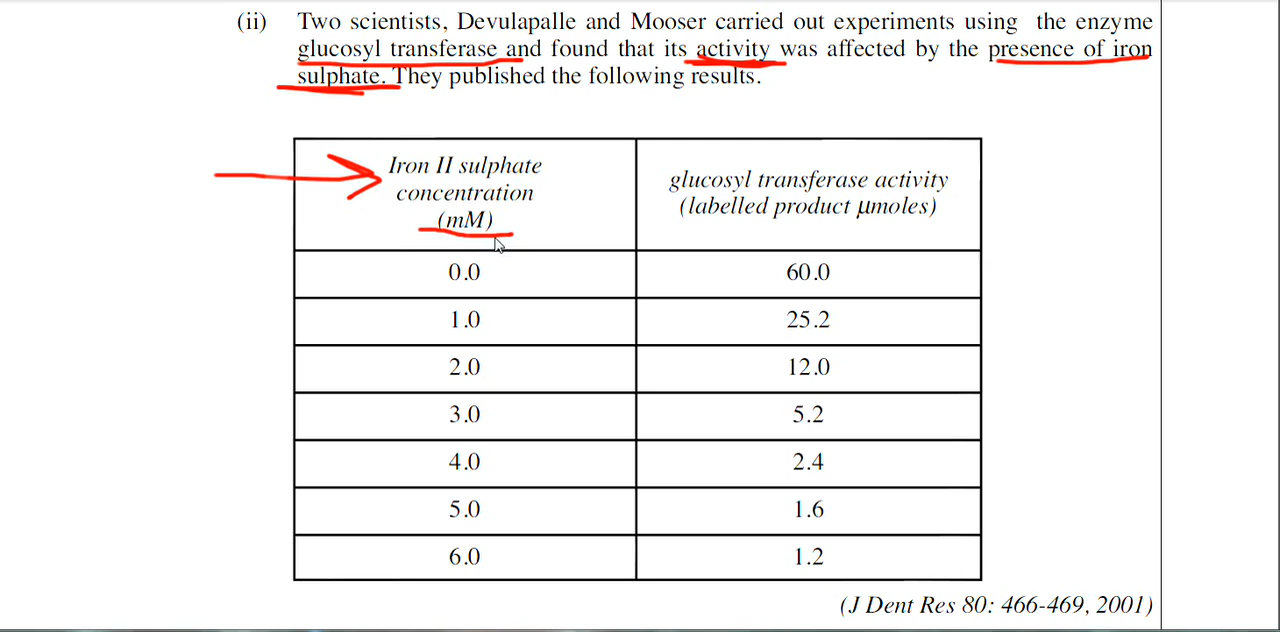 (ii) Two scientists, Devulapalle and Mooser carried out experiments using the enzyme
glucosyl transferase and found that its activity was affected by the presence of iron
sulphate. They published the following results.
Iron II sulphate
concentration
(mM)
glucosyl transferase activity
(labelled product µmoles)
0.0 60.0
1.0 25.2
2.0 12.0
3.0 5.2
4.0 2.4
5.0 1.6
6.0 1.2
(J Dent Res 80: 466-469, 2001)